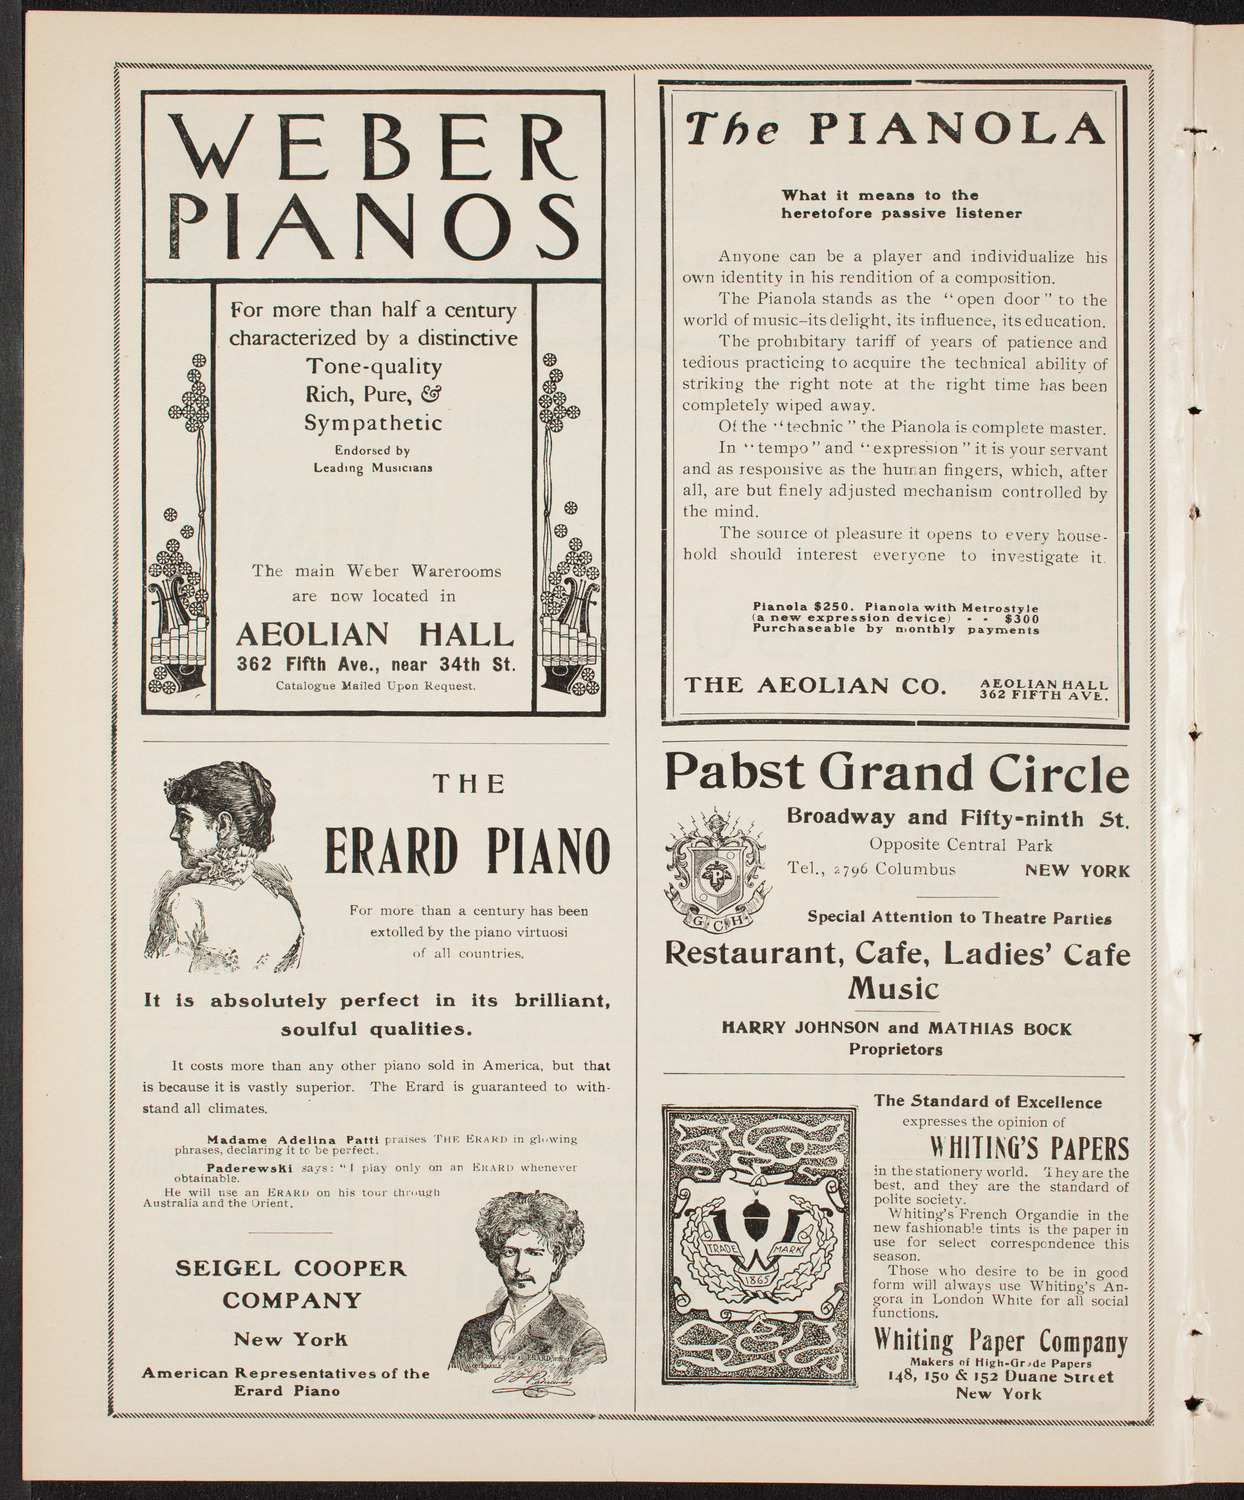 WEBER
PIANOS
For more than half a century
characterized by a distinctive
Tone-quality
Rich, Pure, &
Sympathetic
Endorsed by
Leading Musicians
The main Weber Warerooms
are now located in
AEOLIAN HALL
362 Fifth Ave., near 34th St.
Catalogue Mailed Upon Request.
THE
ERARD PIANO
For more than a century has been
extolled by the piano virtuosi
of all countries.
It is absolutely perfect in its brilliant,
soulful qualities.
It costs more than any other piano sold in America, but that
is because it is vastly superior. The Erard is guaranteed to with-
stand all climates.
Madame Adelina Patti praises THE ERARD in glowing
phrases, declaring it to be perfect.
Paderewski says: "I play only on an ERARD whenever
obtainable.
He will use an ERARD on his tour through
Australia and the Orient.
SEIGEL COOPER
COMPANY
New York
American Representatives of the
Erard Piano
The PIANOLA
What it means to the
heretofore passive listener
Anyone can be a player and individualize his
own identity in his rendition of a composition.
The Pianola stands as the "open door" to the
world of music—its delight, its influence, its education.
The prohibitary tariff of years of patience and
tedious practicing to acquire the technical ability of
striking the right note at the right time has been
completely wiped away.
Of the "technic" the Pianola is complete master.
In "tempo" and "expression" it is your servant
and as responsive as the human fingers, which, after
all, are but finely adjusted mechanism controlled by
the mind.
The source of pleasure it opens to every house-
hold should interest everyone to investigate it.
Pianola $250. Pianola with Metrostyle
(a new expression device) - - $300
Purchaseable by monthly payments
THE AEOLIAN CO. AEOLIAN HALL
362 FIFTH AVE.
Pabst Grand Circle
Broadway and Fifty-ninth St.
Opposite Central Park
Tel., 2796 Columbus NEW YORK
P
G C H
Special Attention to Theatre Parties
Restaurant, Cafe, Ladies' Cafe
Music
HARRY JOHNSON and MATHIAS BOCK
Proprietors
The Standard of Excellence
expresses the opinion of
WHITING'S PAPERS
in the stationery world. They are the
best, and they are the standard of
polite society.
Whiting's French Organdie in the
new fashionable tints is the paper in
use for select correspondence this
season.
Those who desire to be in good
form will always use Whiting's An-
gora in London White for all social
functions.
Whiting Paper Company
Makers of High-Grade Papers
148, 150 & 152 Duane Street
New York
TRADE MARK
1865